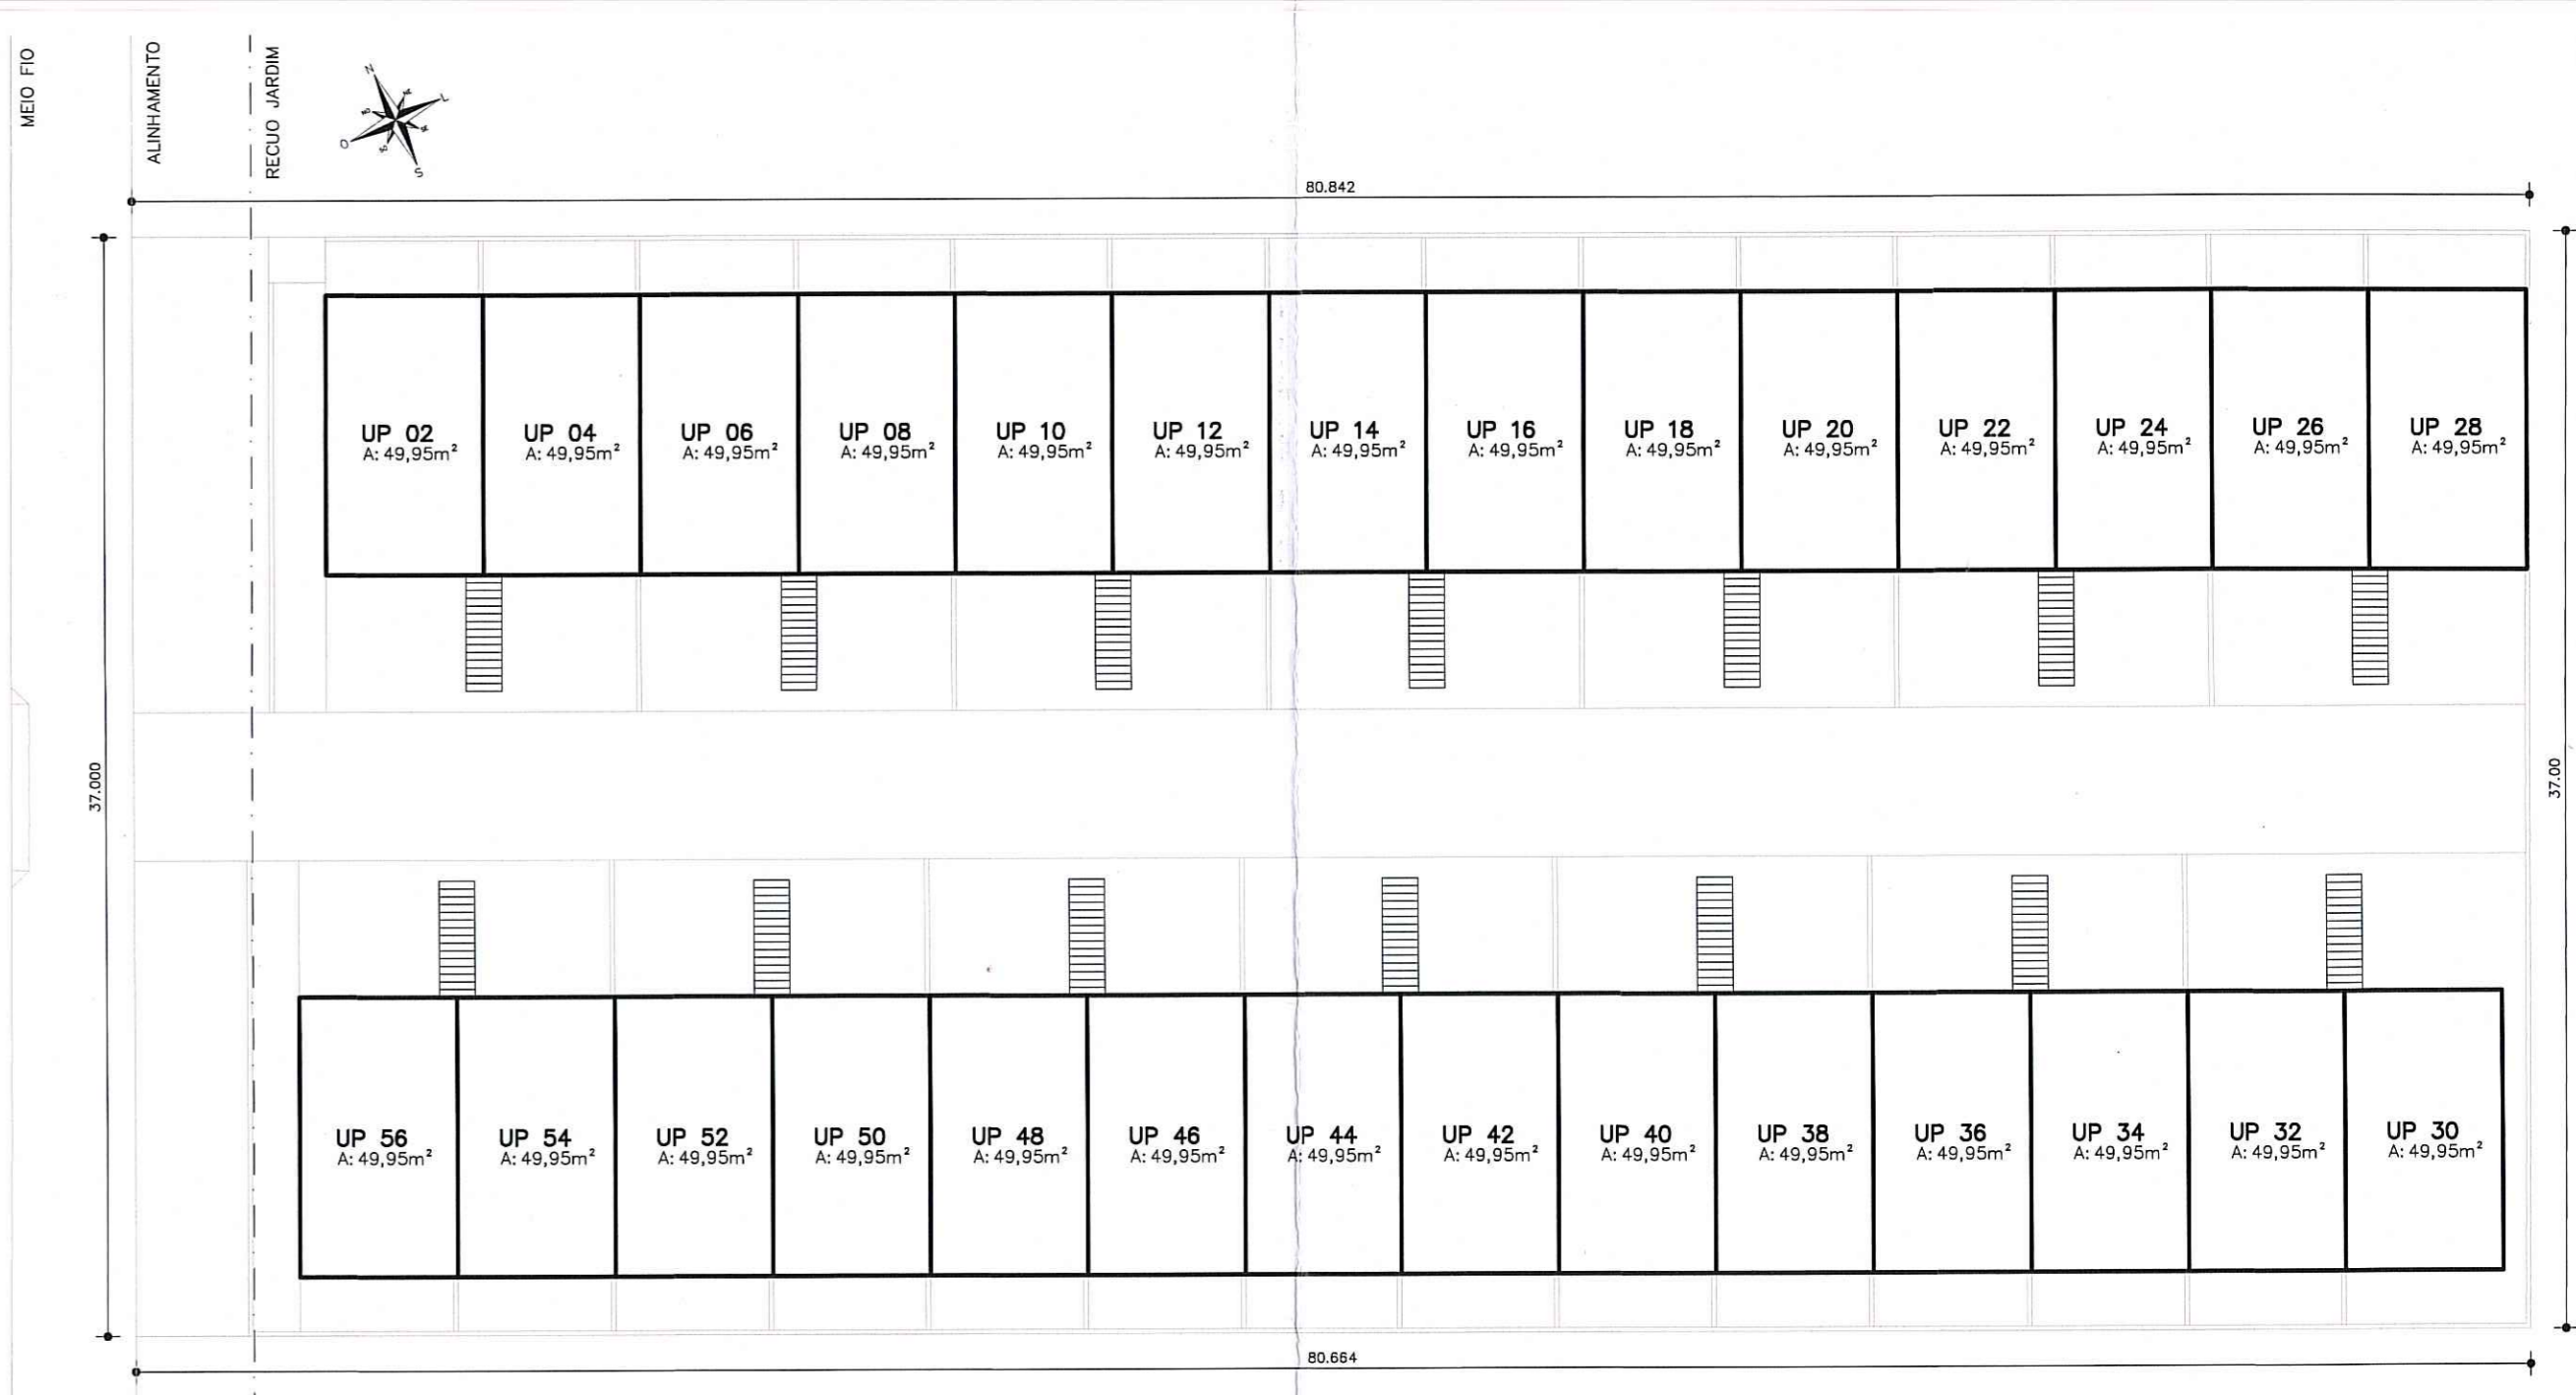 MEIO FIO
ALINHAMENTO
RECUO JARDIM
N
L
O
S
80.842
37.000
37.00
UP 02
A: 49,95m²
UP 04
A: 49,95m²
UP 06
A: 49,95m²
UP 08
A: 49,95m²
UP 10
A: 49,95m²
UP 12
A: 49,95m²
UP 14
A: 49,95m²
UP 16
A: 49,95m²
UP 18
A: 49,95m²
UP 20
A: 49,95m²
UP 22
A: 49,95m²
UP 24
A: 49,95m²
UP 26
A: 49,95m²
UP 28
A: 49,95m²
UP 56
A: 49,95m²
UP 54
A: 49,95m²
UP 52
A: 49,95m²
UP 50
A: 49,95m²
UP 48
A: 49,95m²
UP 46
A: 49,95m²
UP 44
A: 49,95m²
UP 42
A: 49,95m²
UP 40
A: 49,95m²
UP 38
A: 49,95m²
UP 36
A: 49,95m²
UP 34
A: 49,95m²
UP 32
A: 49,95m²
UP 30
A: 49,95m²
80.664